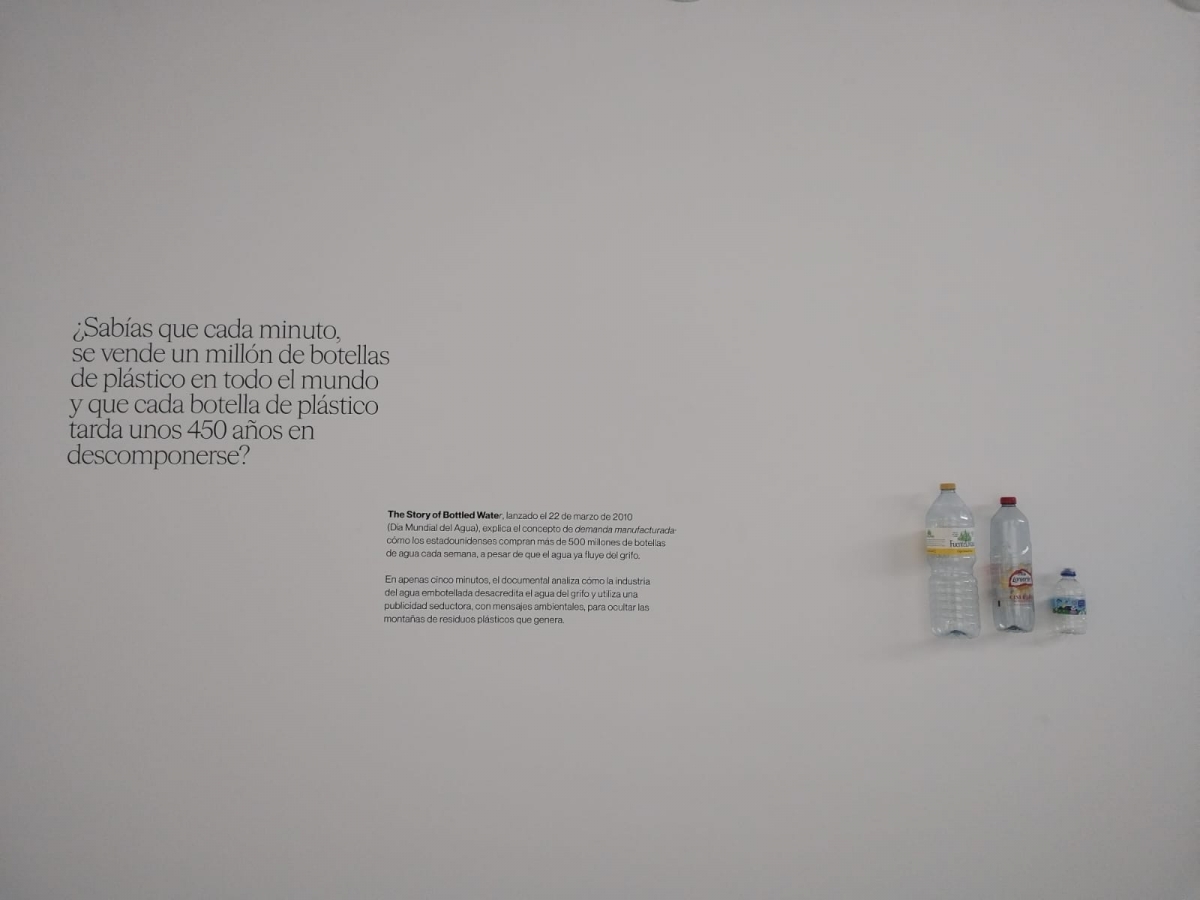 ¿Sabías que cada minuto,
se vende un millón de botellas
de plástico en todo el mundo
y que cada botella de plástico
tarda unos 450 años en
descomponerse?
The Story of Bottled Water, lanzado el 22 de marzo de 2010
(Día Mundial del Agua), explica el concepto de demanda manufacturada-
cómo los estadounidenses compran más de 500 millones de botellas
de agua cada semana, a pesar de que el agua ya fluye del grifo.
En apenas cinco minutos, el documental analiza cómo la industria
del agua embotellada desacredita el agua del grifo y utiliza una
publicidad seductora, con mensajes ambientales, para ocultar las
montañas de residuos plásticos que genera.